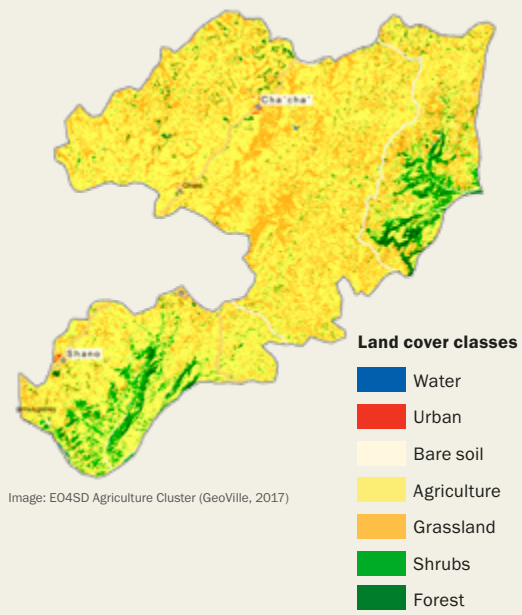 Cha'cha'
Shano
Land cover classes
Water
Urban
Bare soil
Agriculture
Grassland
Shrubs
Forest
Image: EO4SD Agriculture Cluster (GeoVille, 2017)